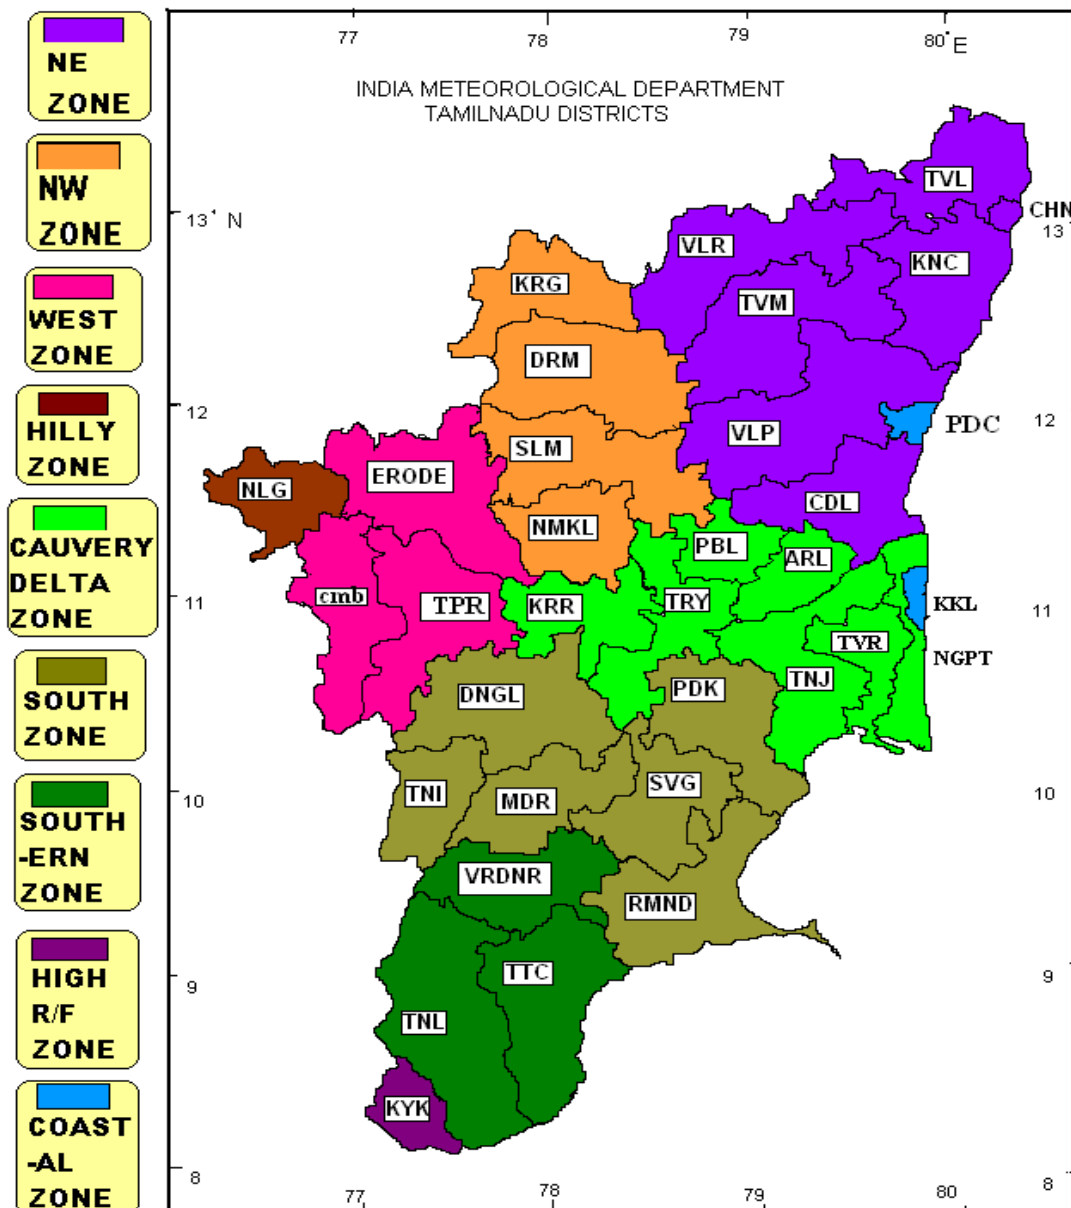 NE
ZONE
NW
ZONE
WEST
ZONE
HILLY
ZONE
CAUVERY
DELTA
ZONE
SOUTH
ZONE
SOUTH
-ERN
ZONE
HIGH
R/F
ZONE
COAST
-AL
ZONE
77 78 79 80° E
INDIA METEOROLOGICAL DEPARTMENT
TAMILNADU DISTRICTS
TVL
13° N
CHN
13
VLR
KNC
KRG
TVM
DRM
12
PDC
12
VLP
SLM
ERODE
NLG
CDL
NMKL
PBL
ARL
11
cmb
TPR
KRR
TRY
KKL
11
TVR
NGPT
DNGL
PDK
TNJ
SVG
TNI
MDR
10
10
VRDNR
RMND
9
TTC
9
TNL
KYK
8
8
77 78 79 80